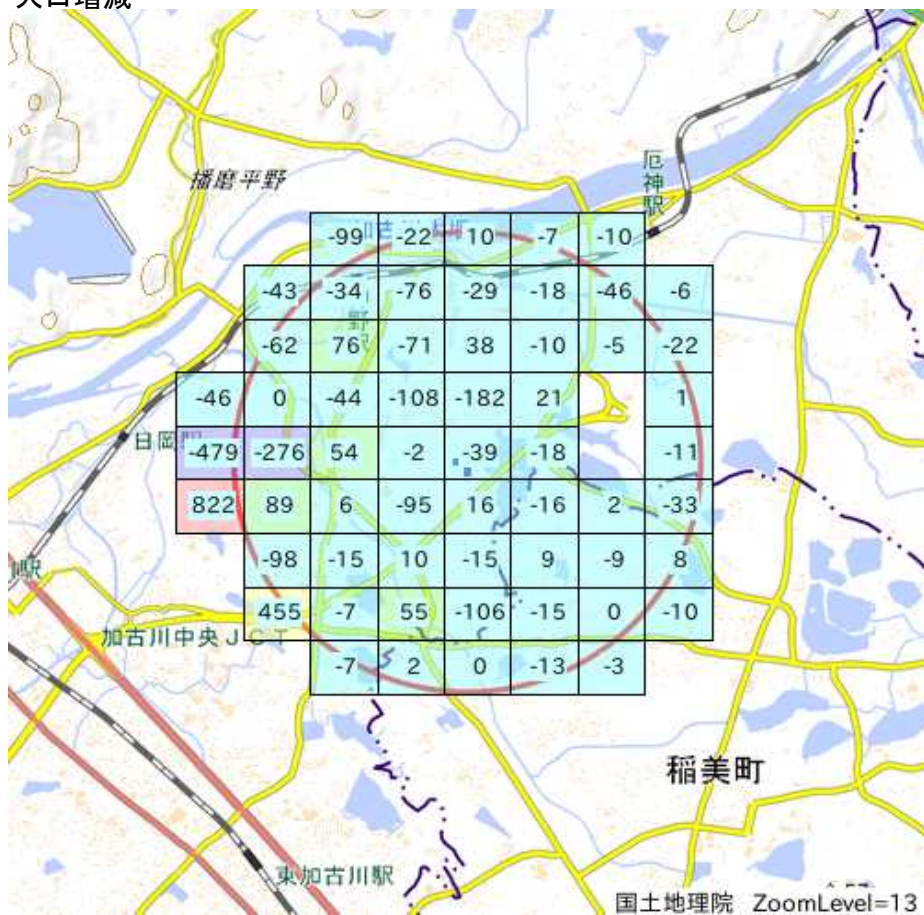 人口増減
播磨平野
厄神駅
-99 -22 10 -7 -10
-43 -34 -76 -29 -18 -46 -6
-62 76 -71 38 -10 -5 -22
-46 0 -44 -108 -182 21 1
日岡
-479 -276 54 -2 -39 -18 -11
822 89 6 -95 16 -16 2 -33
-98 -15 10 -15 9 -9 8
駅
455 -7 55 -106 -15 0 -10
加古川中央JCT
-7 2 0 -13 -3
稲美町
東加古川駅
国土地理院 ZoomLevel=13